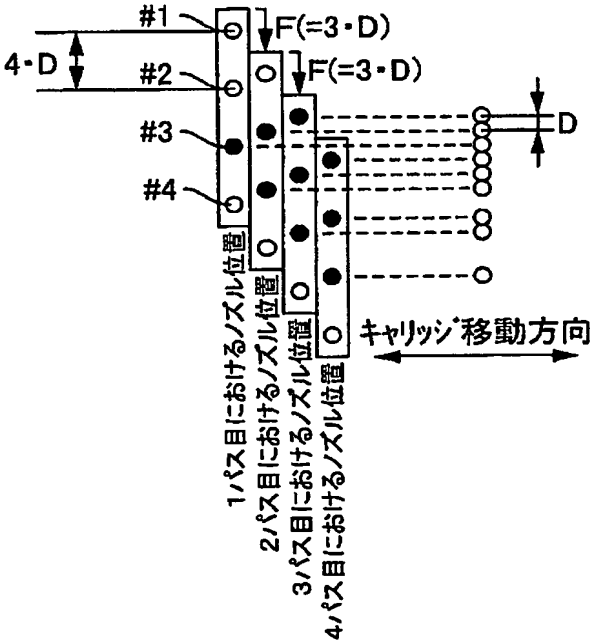 #1
F(=3・D)
4・D
#2
F(=3・D)
#3
D
#4
キャリッジ移動方向
1パス目におけるノズル位置
2パス目におけるノズル位置
3パス目におけるノズル位置
4パス目におけるノズル位置